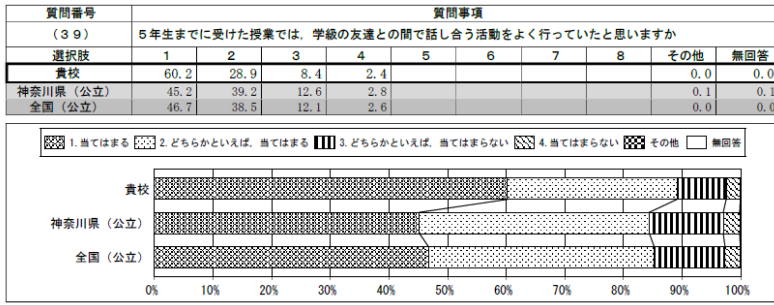 質問番号 質問事項
（３９） ５年生までに受けた授業では，学級の友達との間で話し合う活動をよく行っていたと思いますか
選択肢 1 2 3 4 5 6 7 8 その他 無回答
貴校 60.2 28.9 8.4 2.4 0.0 0.0
神奈川県（公立） 45.2 39.2 12.6 2.8 0.1 0.1
全国（公立） 46.7 38.5 12.1 2.6 0.0 0.0
1.当てはまる 2.どちらかといえば，当てはまる 3.どちらかといえば，当てはまらない 4.当てはまらない その他 無回答
貴校
神奈川県（公立）
全国（公立）
0% 10% 20% 30% 40% 50% 60% 70% 80% 90% 100%